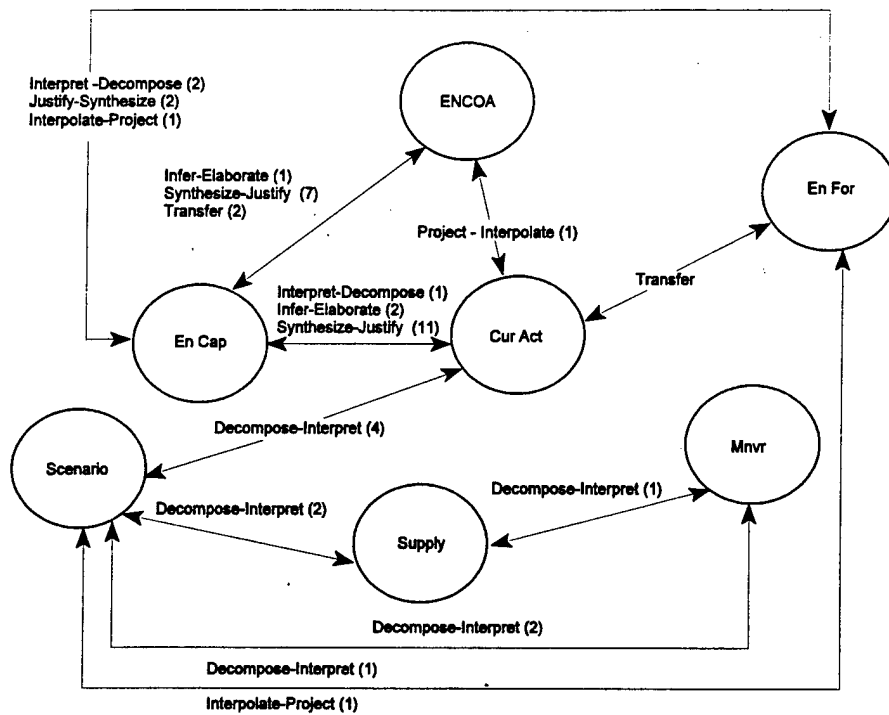 Interpret -Decompose (2)
Justify-Synthesize (2)
Interpolate-Project (1)
ENCOA
En For
Infer-Elaborate (1)
Synthesize-Justify (7)
Transfer (2)
Project - Interpolate (1)
Transfer
Interpret-Decompose (1)
Infer-Elaborate (2)
Synthesize-Justify (11)
En Cap
Cur Act
Decompose-Interpret (4)
Mnvr
Scenario
Decompose-Interpret (1)
Decompose-Interpret (2)
Supply
Decompose-Interpret (2)
Decompose-Interpret (1)
Interpolate-Project (1)